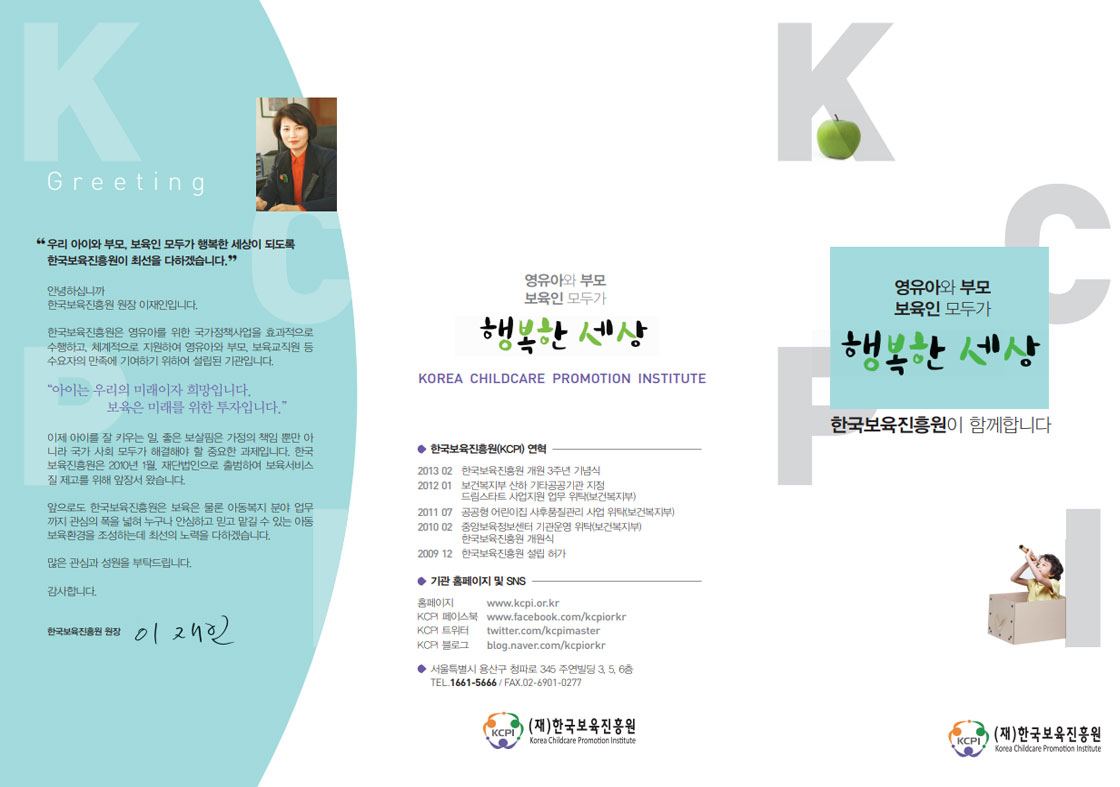 K
C
P
I
Greeting
“우리 아이와 부모, 보육인 모두가 행복한 세상이 되도록
한국보육진흥원이 최선을 다하겠습니다.”
안녕하십니까
한국보육진흥원 원장 이재인입니다.
한국보육진흥원은 영유아를 위한 국가정책사업을 효과적으로
수행하고, 체계적으로 지원하여 영유아와 부모, 보육교직원 등
수요자의 만족에 기여하기 위하여 설립된 기관입니다.
“아이는 우리의 미래이자 희망입니다.
보육은 미래를 위한 투자입니다.”
이제 아이를 잘 키우는 일, 좋은 보살핌은 가정의 책임 뿐만 아
니라 국가 사회 모두가 해결해야 할 중요한 과제입니다. 한국
보육진흥원은 2010년 1월, 재단법인으로 출범하여 보육서비스
질 제고를 위해 앞장서 왔습니다.
앞으로도 한국보육진흥원은 보육은 물론 아동복지 분야 업무
까지 관심의 폭을 넓혀 누구나 안심하고 믿고 맡길 수 있는 아동
보육환경을 조성하는데 최선의 노력을 다하겠습니다.
많은 관심과 성원을 부탁드립니다.
감사합니다.
한국보육진흥원 원장 이재인
영유아와 부모
보육인 모두가
행복한 세상
KOREA CHILDCARE PROMOTION INSTITUTE
한국보육진흥원(KCPI) 연혁
2013 02 한국보육진흥원 개원 3주년 기념식
2012 01 보건복지부 산하 기타공공기관 지정
드림스타트 사업지원 업무 위탁(보건복지부)
2011 07 공공형 어린이집 사후품질관리 사업 위탁(보건복지부)
2010 02 중앙보육정보센터 기관운영 위탁(보건복지부)
한국보육진흥원 개원식
2009 12 한국보육진흥원 설립 허가
기관 홈페이지 및 SNS
홈페이지 www.kcpi.or.kr
KCPI 페이스북 www.facebook.com/kcpiorkr
KCPI 트위터 twitter.com/kcpimaster
KCPI 블로그 blog.naver.com/kcpiorkr
서울특별시 용산구 청파로 345 주연빌딩 3, 5, 6층
TEL.1661-5666 / FAX.02-6901-0277
KCPI (재)한국보육진흥원
Korea Childcare Promotion Institute
K
C
P
I
영유아와 부모
보육인 모두가
행복한 세상
한국보육진흥원이 함께합니다
KCPI (재)한국보육진흥원
Korea Childcare Promotion Institute